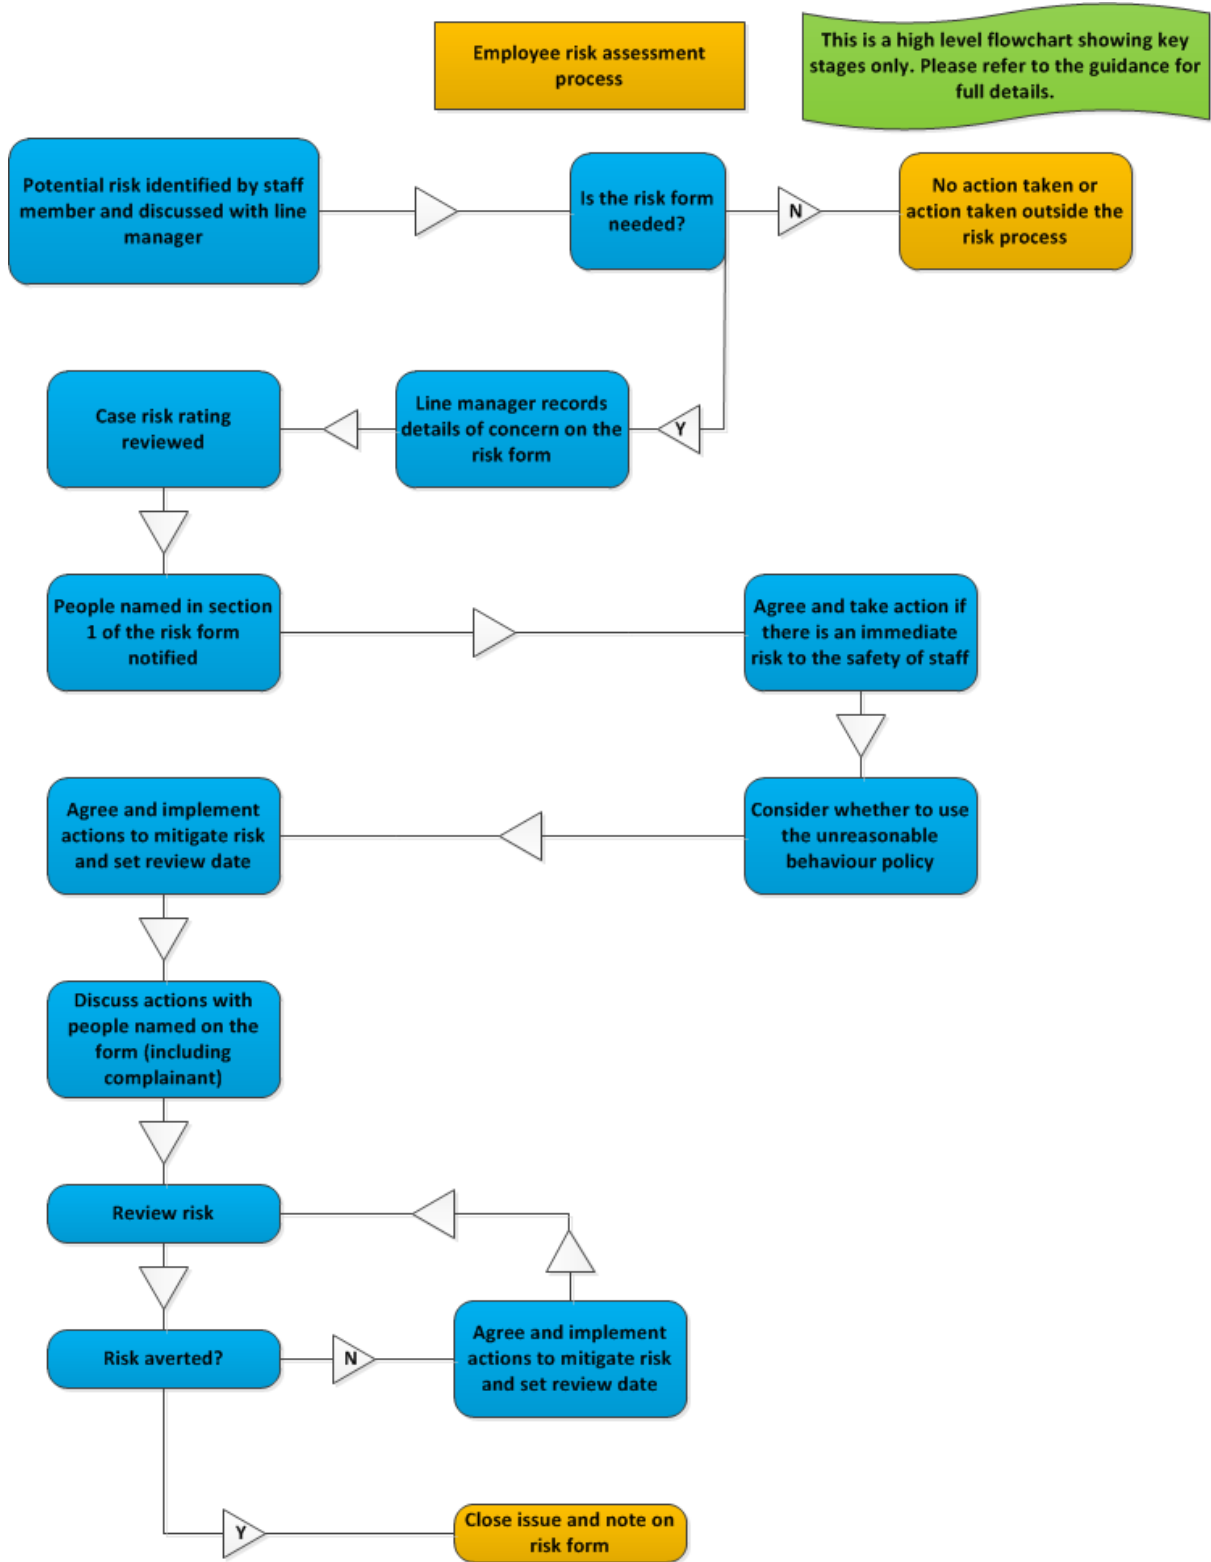 Employee risk assessment
process
This is a high level flowchart showing key
stages only. Please refer to the guidance for
full details.
Potential risk identified by staff
member and discussed with line
manager
Is the risk form
needed?
N
No action taken or
action taken outside the
risk process
Case risk rating
reviewed
Line manager records
details of concern on the
risk form
Y
People named in section
1 of the risk form
notified
Agree and take action if
there is an immediate
risk to the safety of staff
Agree and implement
actions to mitigate risk
and set review date
Consider whether to use
the unreasonable
behaviour policy
Discuss actions with
people named on the
form (including
complainant)
Review risk
Risk averted?
N
Agree and implement
actions to mitigate risk
and set review date
Y
Close issue and note on
risk form